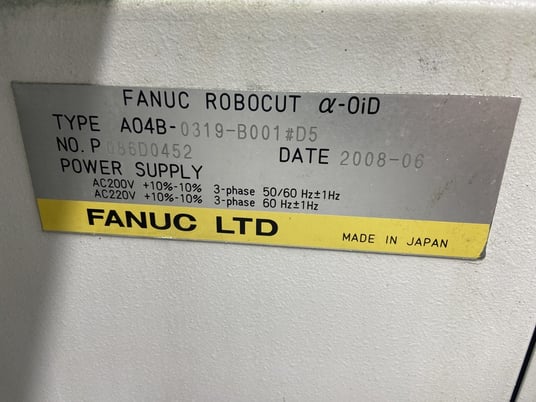 FANUC ROBOCUT α-0iD
TYPE A04B-0319-B001#D5
NO. P086D0452 DATE 2008-06
POWER SUPPLY
AC200V +10%-10% 3-phase 50/60 Hz±1Hz
AC220V +10%-10% 3-phase 60 Hz±1Hz
FANUC LTD MADE IN JAPAN